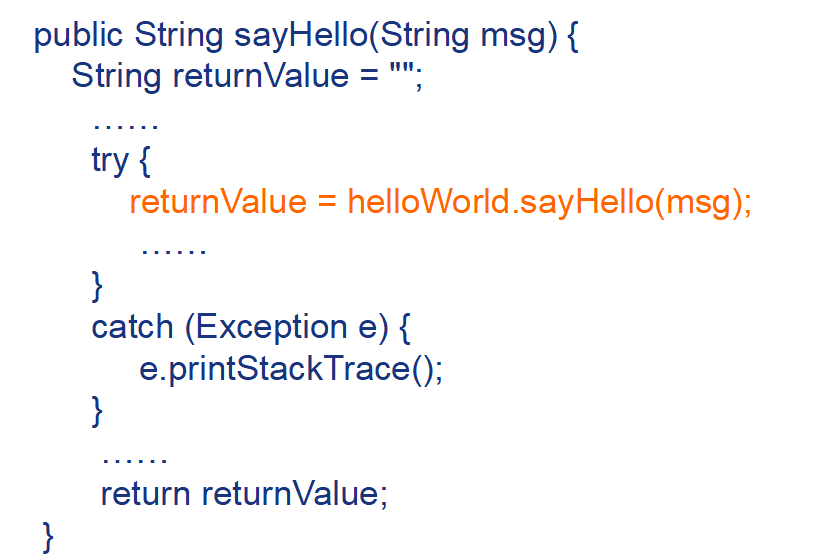 public String sayHello(String msg) {
String returnValue = "";
……
try {
returnValue = helloWorld.sayHello(msg);
……
}
catch (Exception e) {
e.printStackTrace();
}
……
return returnValue;
}